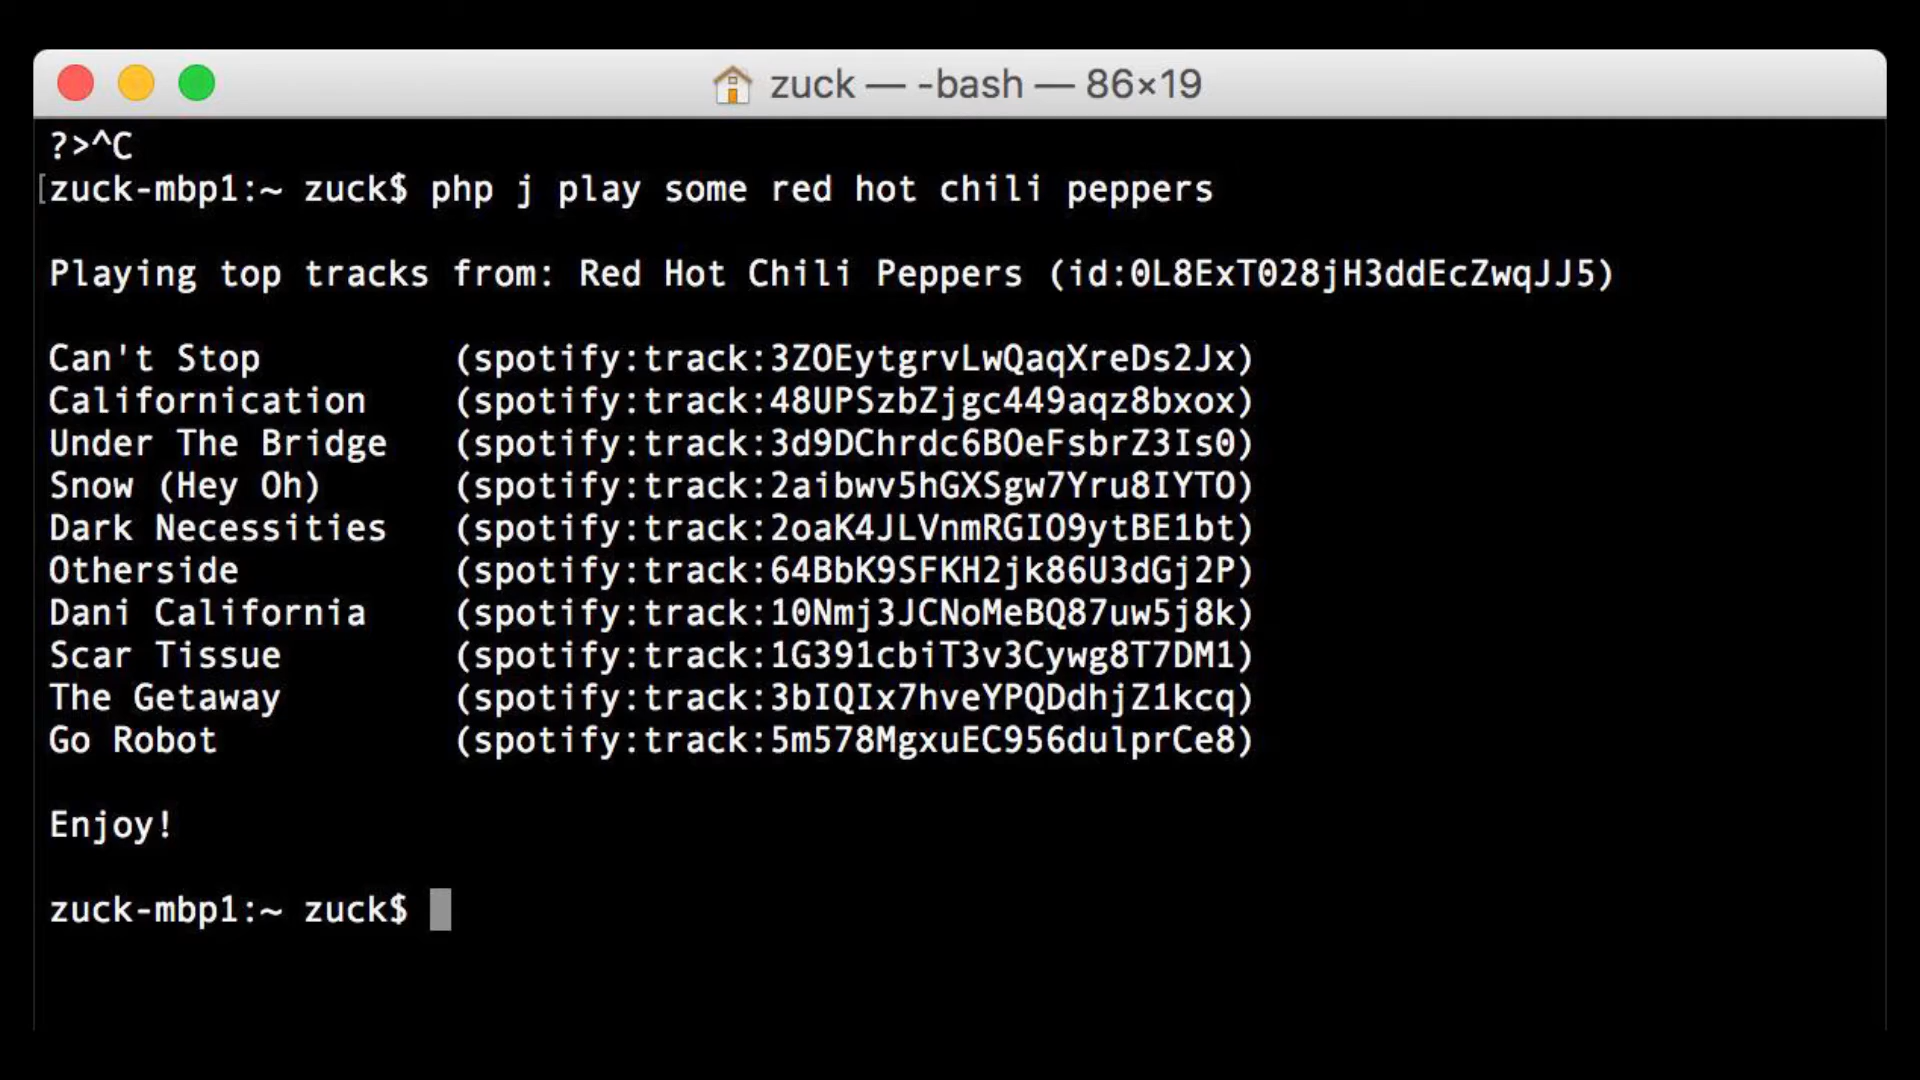 zuck — -bash — 86×19
?>^C
[zuck-mbp1:~ zuck$ php j play some red hot chili peppers
Playing top tracks from: Red Hot Chili Peppers (id:0L8ExT028jH3ddEcZwqJJ5)
Can't Stop (spotify:track:3ZOEytgrvLwQaqXreDs2Jx)
Californication (spotify:track:48UPSzbZjgc449aqz8bxox)
Under The Bridge (spotify:track:3d9DChrdc6BOeFsbrZ3Is0)
Snow (Hey Oh) (spotify:track:2aibwv5hGXSgw7Yru8IYTO)
Dark Necessities (spotify:track:2oaK4JLVnmRGIO9ytBE1bt)
Otherside (spotify:track:64BbK9SFKH2jk86U3dGj2P)
Dani California (spotify:track:10Nmj3JCNoMeBQ87uw5j8k)
Scar Tissue (spotify:track:1G391cbiT3v3Cywg8T7DM1)
The Getaway (spotify:track:3bIQIx7hveYPQDdhjZ1kcq)
Go Robot (spotify:track:5m578MgxuEC956dulprCe8)
Enjoy!
zuck-mbp1:~ zuck$